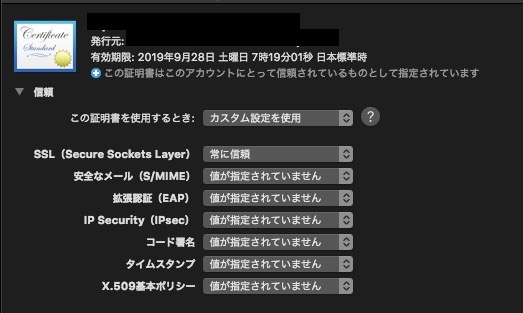 Certificate
Standard
発行元:
有効期限: 2019年9月28日 土曜日 7時19分01秒 日本標準時
この証明書はこのアカウントにとって信頼されているものとして指定されています
信頼
この証明書を使用するとき: カスタム設定を使用 ?
SSL（Secure Sockets Layer） 常に信頼
安全なメール（S/MIME） 値が指定されていません
拡張認証（EAP） 値が指定されていません
IP Security（IPsec） 値が指定されていません
コード署名 値が指定されていません
タイムスタンプ 値が指定されていません
X.509基本ポリシー 値が指定されていません